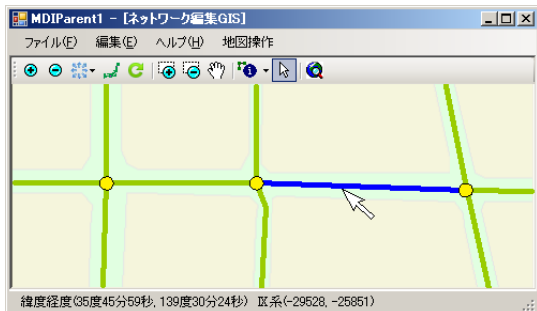 MDIParent1 - [ネットワーク編集GIS]
ファイル(F) 編集(E) ヘルプ(H) 地図操作
緯度経度(35度45分59秒, 139度30分24秒) Ⅸ系(-29528, -25851)